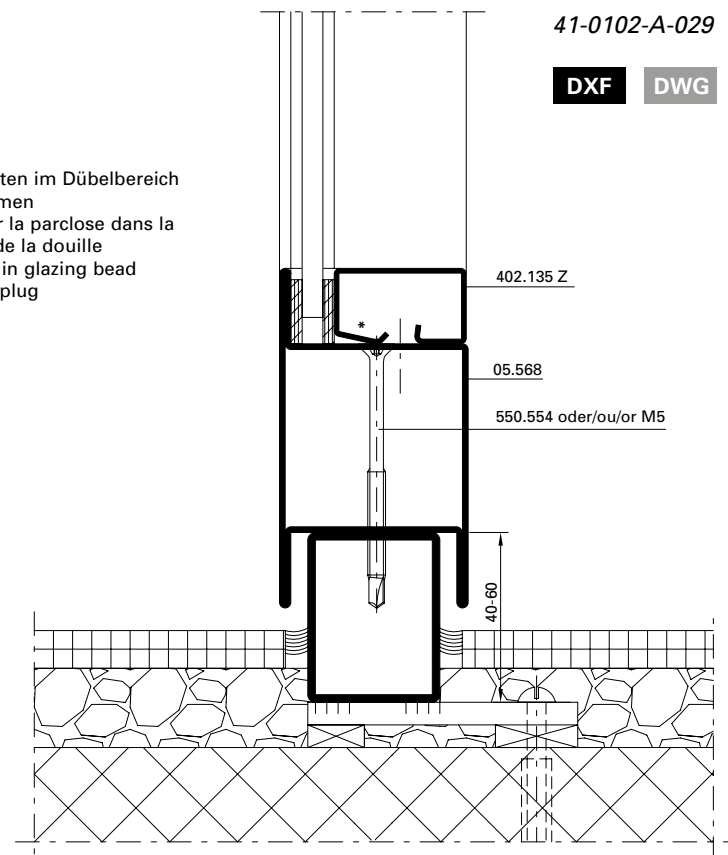 41-0102-A-029
DXF DWG
ten im Dübelbereich
men
r la parclose dans la
de la douille
in glazing bead
plug
402.135 Z
*
05.568
550.554 oder/ou/or M5
40-60